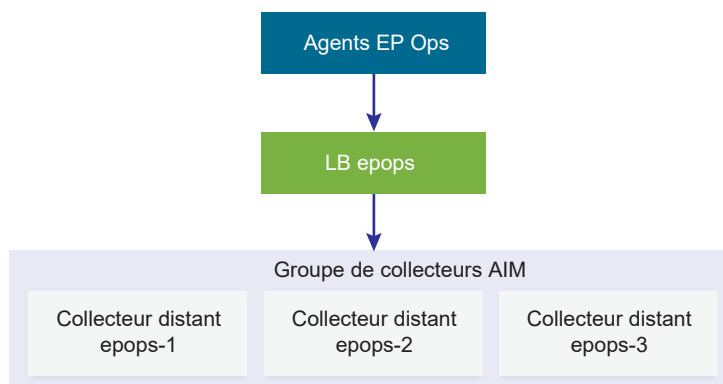 Agents EP Ops
LB epops
Groupe de collecteurs AIM
Collecteur distant
epops-1
Collecteur distant
epops-2
Collecteur distant
epops-3